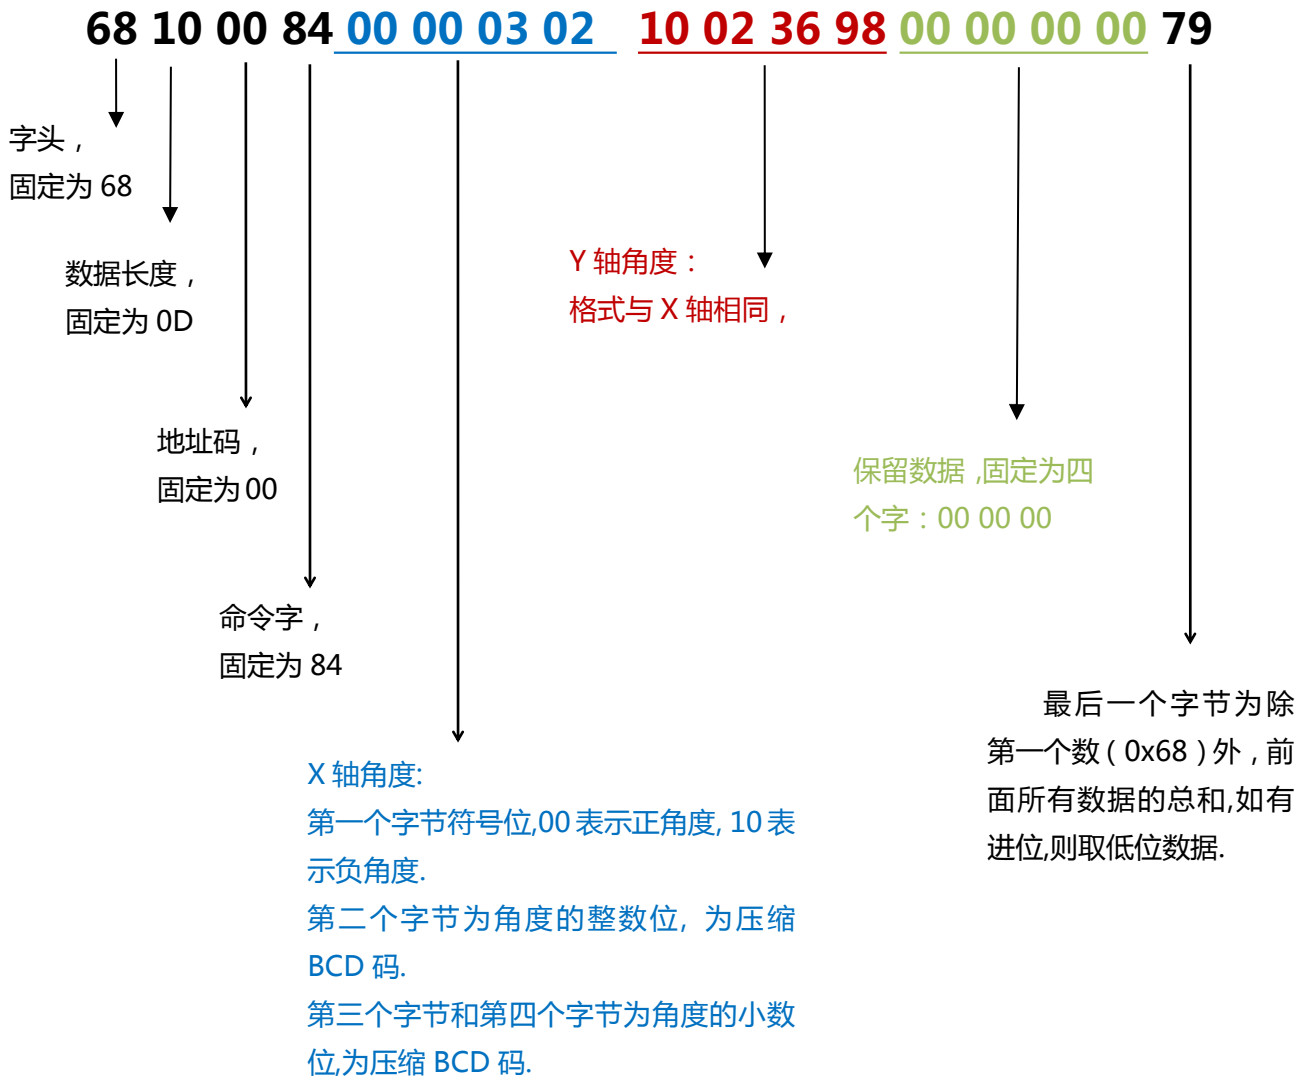 68 10 00 84 00 00 03 02 10 02 36 98 00 00 00 00 79
字头，
固定为 68
数据长度，
固定为 0D
Y 轴角度：
格式与 X 轴相同，
地址码，
固定为 00
保留数据，固定为四
个字：00 00 00
命令字，
固定为 84
最后一个字节为除
第一个数（0x68）外，前
面所有数据的总和,如有
进位,则取低位数据.
X 轴角度:
第一个字节符号位,00 表示正角度, 10 表
示负角度.
第二个字节为角度的整数位, 为压缩
BCD 码.
第三个字节和第四个字节为角度的小数
位,为压缩 BCD 码.